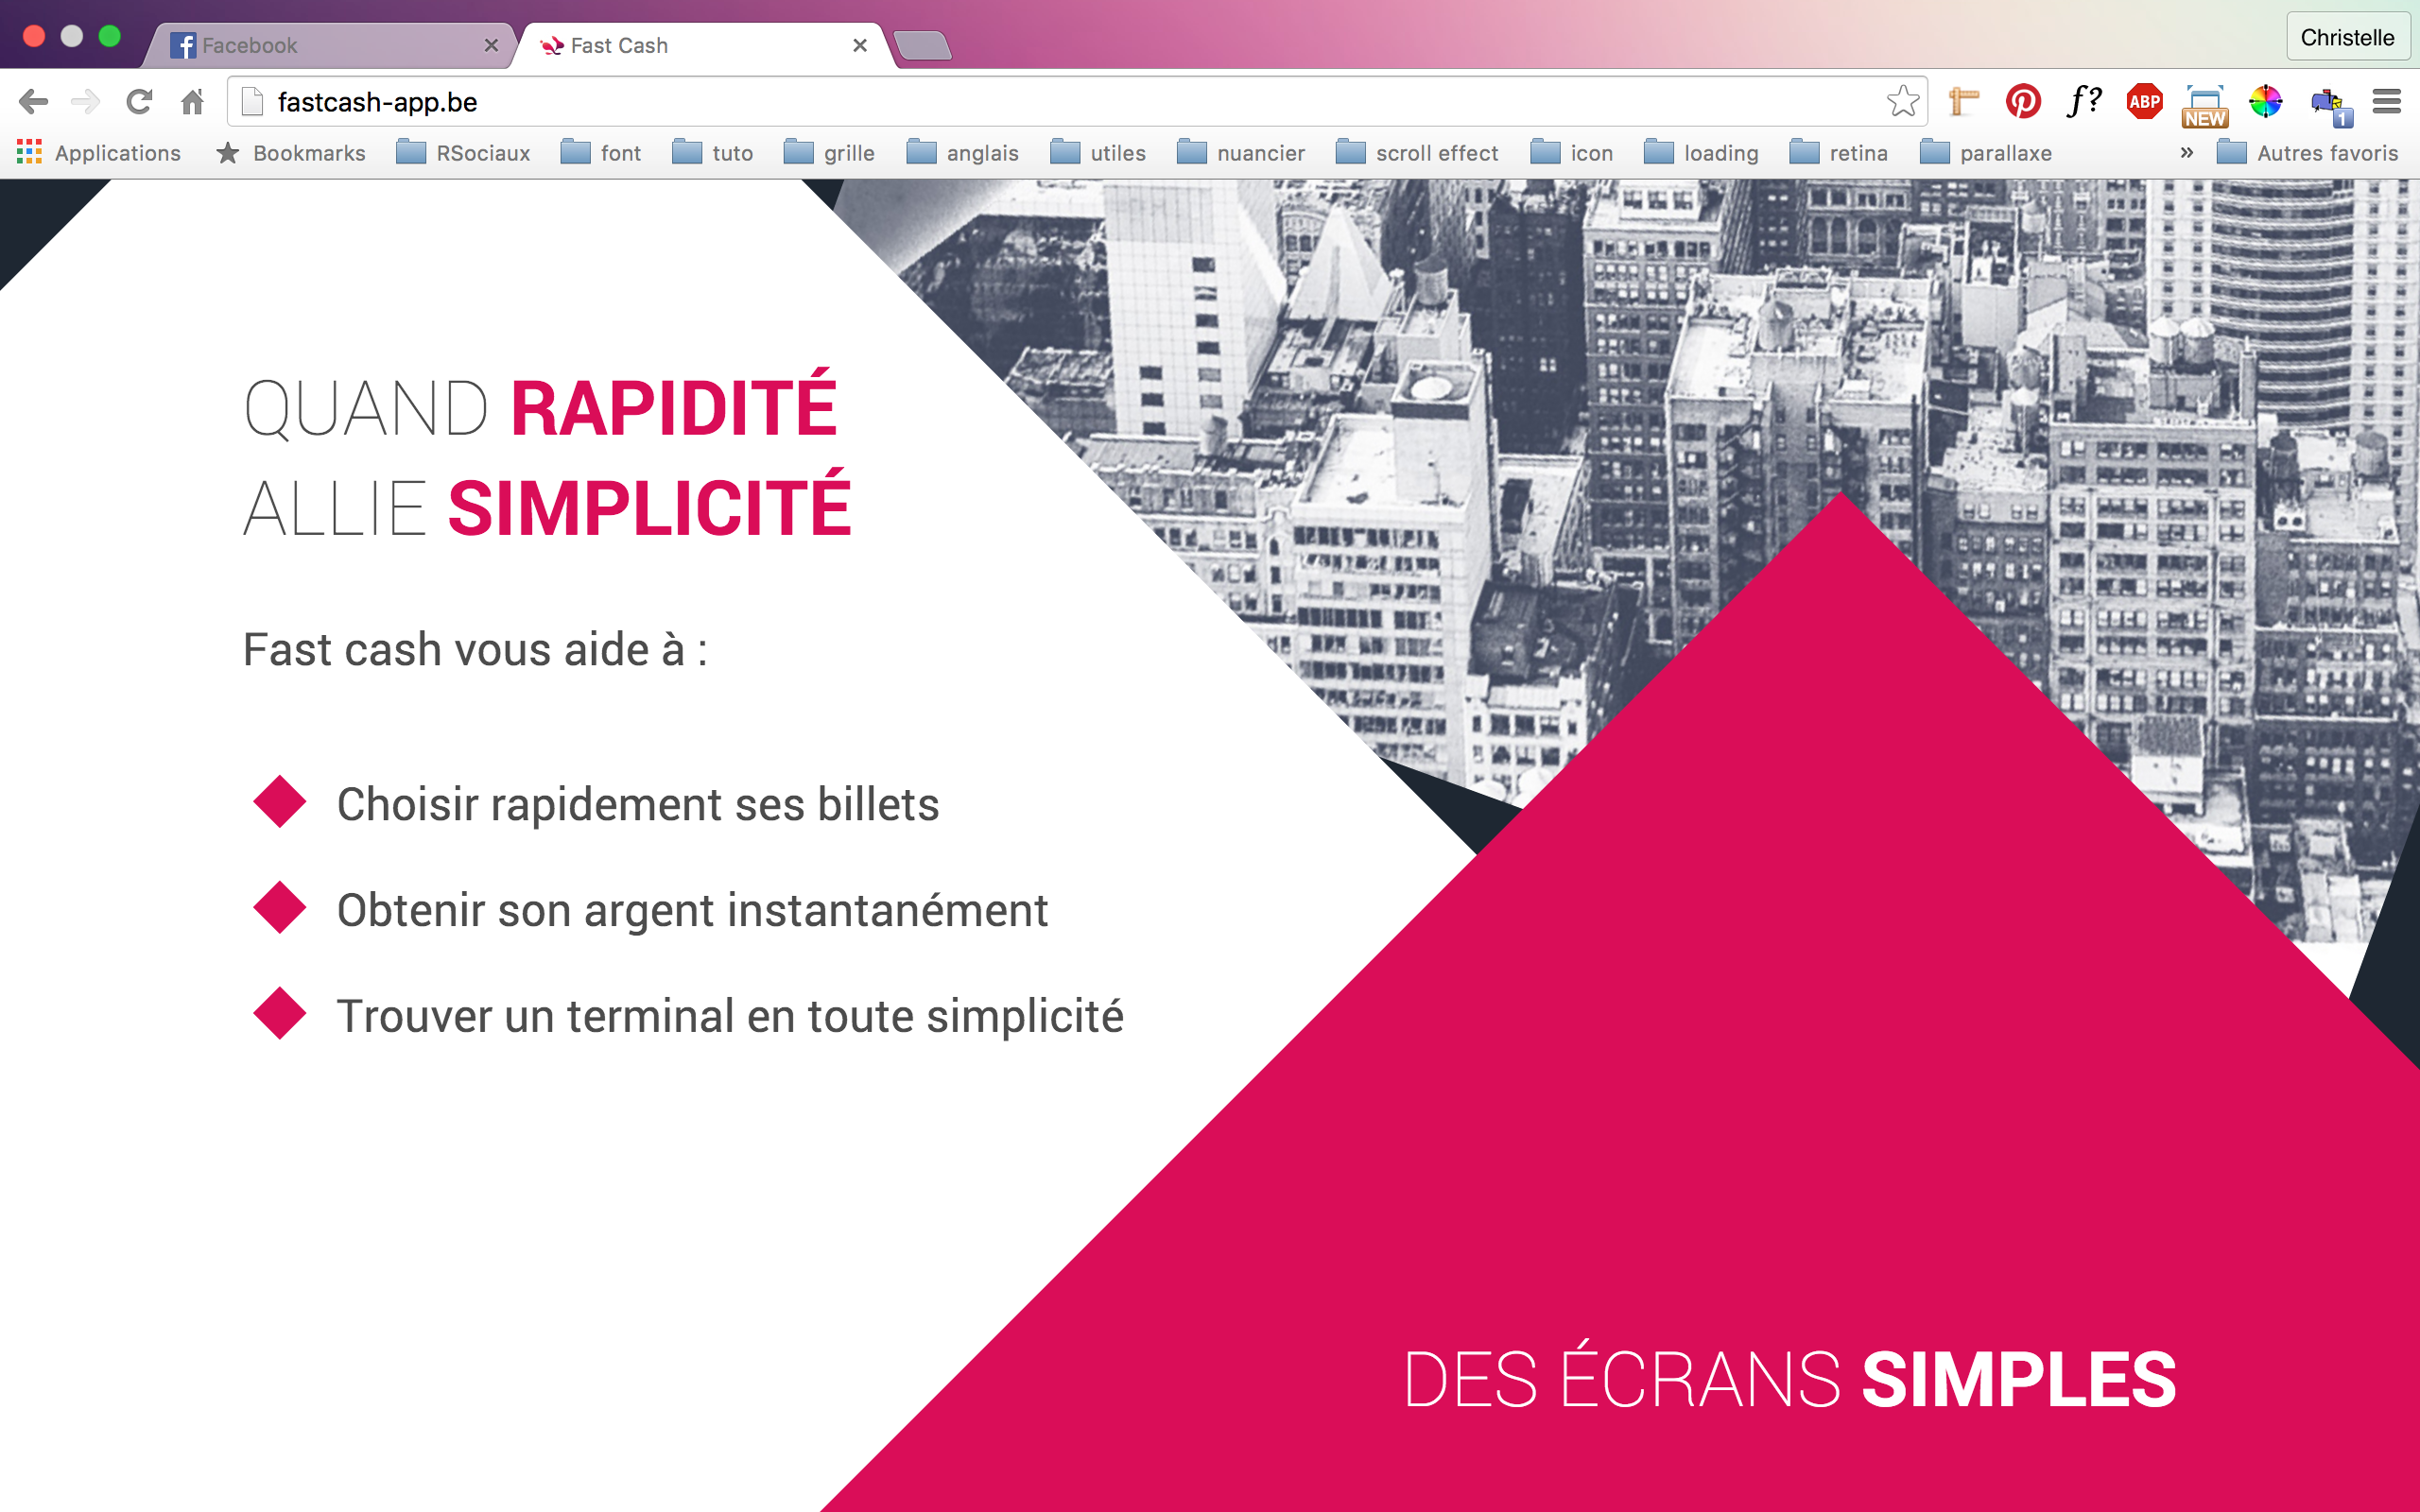 Facebook
Fast Cash
Christelle
fastcash-app.be
f?
ABP
NEW
1
Applications
Bookmarks
RSociaux
font
tuto
grille
anglais
utiles
nuancier
scroll effect
icon
loading
retina
parallaxe
»
Autres favoris
QUAND RAPIDITÉ
ALLIE SIMPLICITÉ
Fast cash vous aide à :
Choisir rapidement ses billets
Obtenir son argent instantanément
Trouver un terminal en toute simplicité
DES ÉCRANS SIMPLES